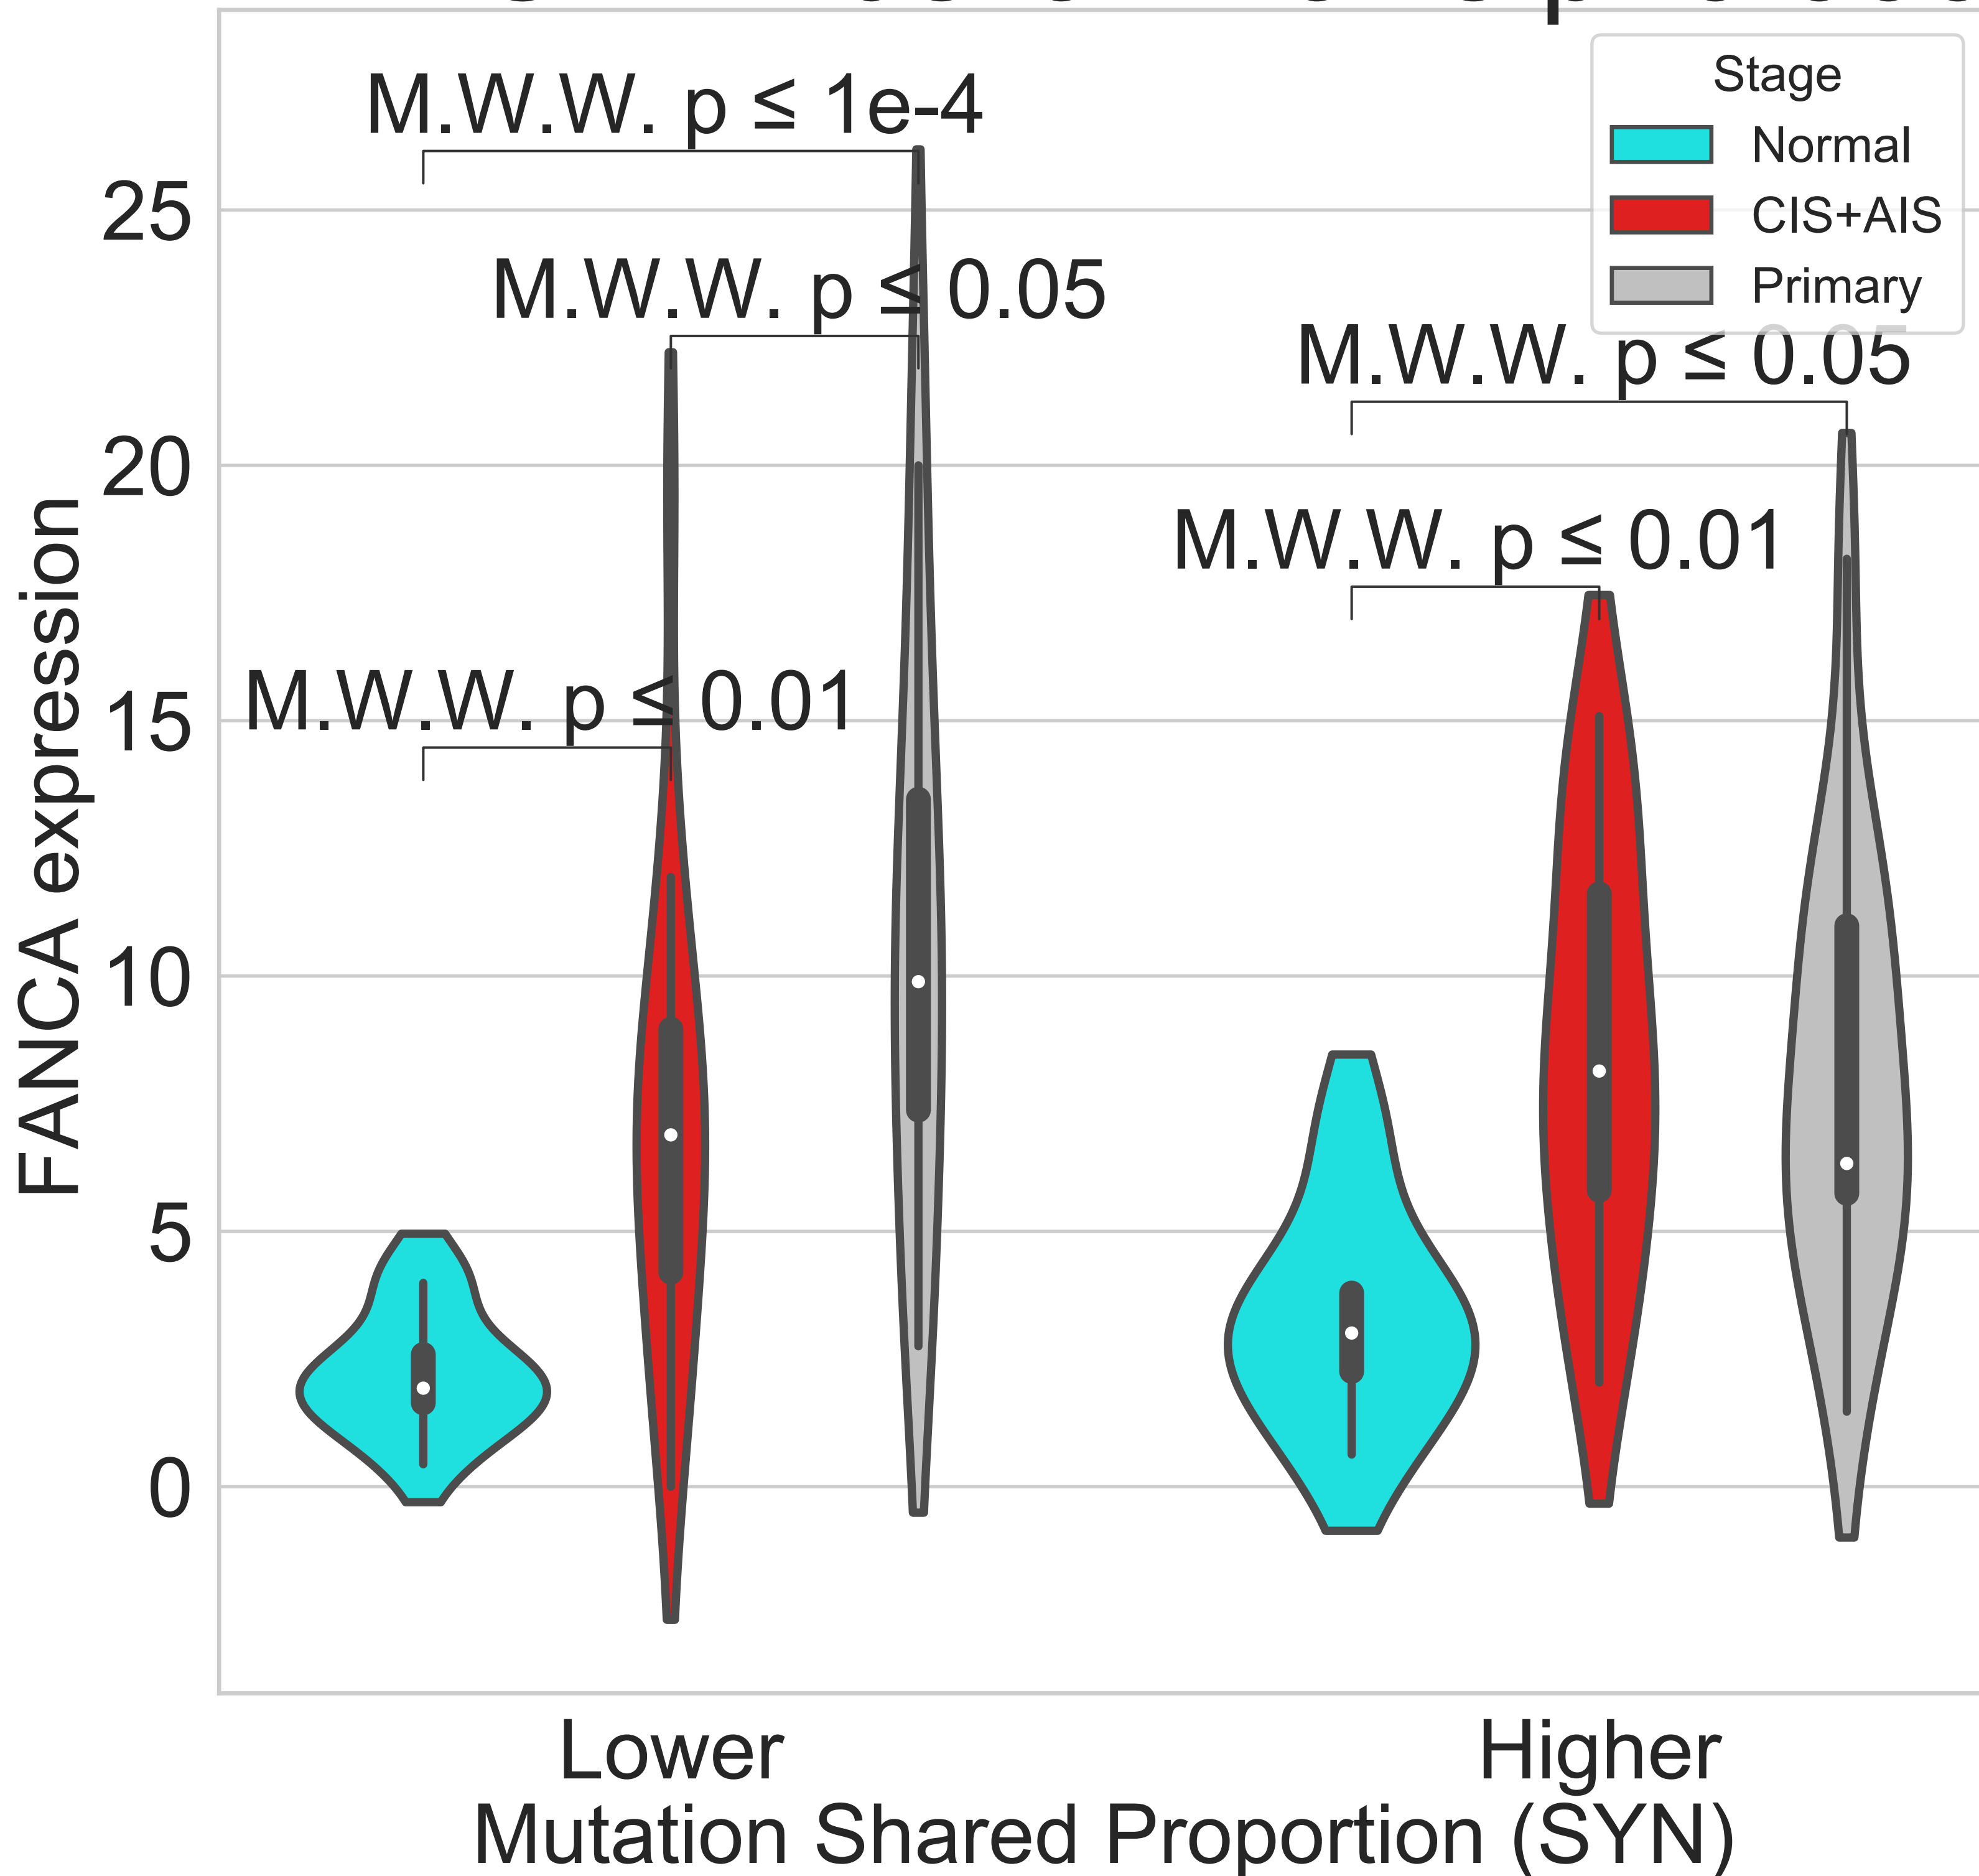 Stage
Normal
CIS+AIS
Primary
M.W.W. p ≤ 1e-4
M.W.W. p ≤ 0.05
M.W.W. p ≤ 0.05
M.W.W. p ≤ 0.01
M.W.W. p ≤ 0.01
25
20
15
10
5
0
FANCA expression
Lower
Higher
Mutation Shared Proportion (SYN)